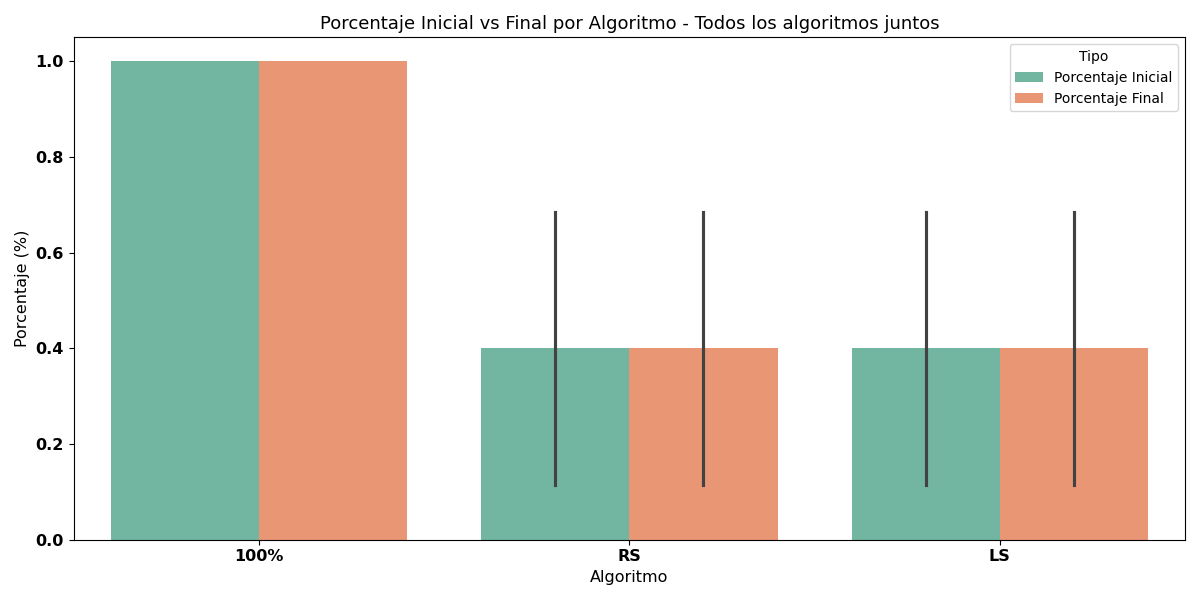 Porcentaje Inicial vs Final por Algoritmo - Todos los algoritmos juntos
Tipo
Porcentaje Inicial
Porcentaje Final
Porcentaje (%)
1.0
0.8
0.6
0.4
0.2
0.0
100%
RS
LS
Algoritmo